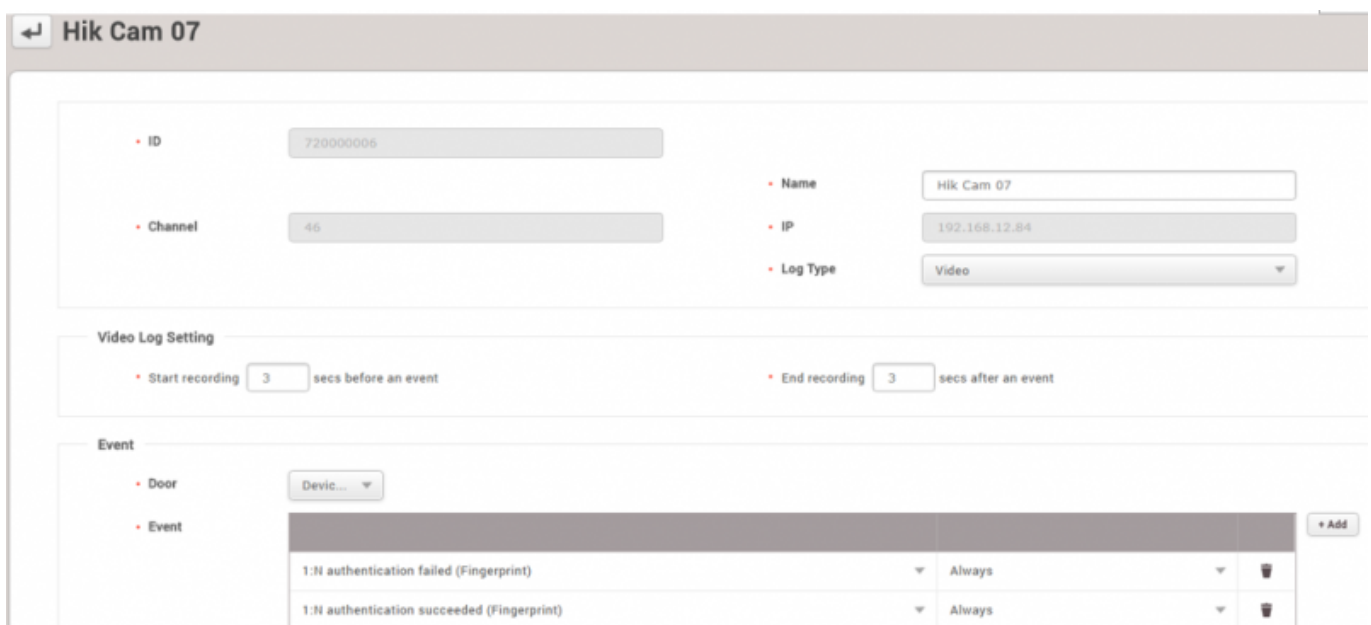 Hik Cam 07
• ID 720000006
• Name Hik Cam 07
• Channel 46 • IP 192.168.12.84
• Log Type Video
Video Log Setting
• Start recording 3 secs before an event • End recording 3 secs after an event
Event
• Door Devic...
• Event + Add
1:N authentication failed (Fingerprint) Always
1:N authentication succeeded (Fingerprint) Always